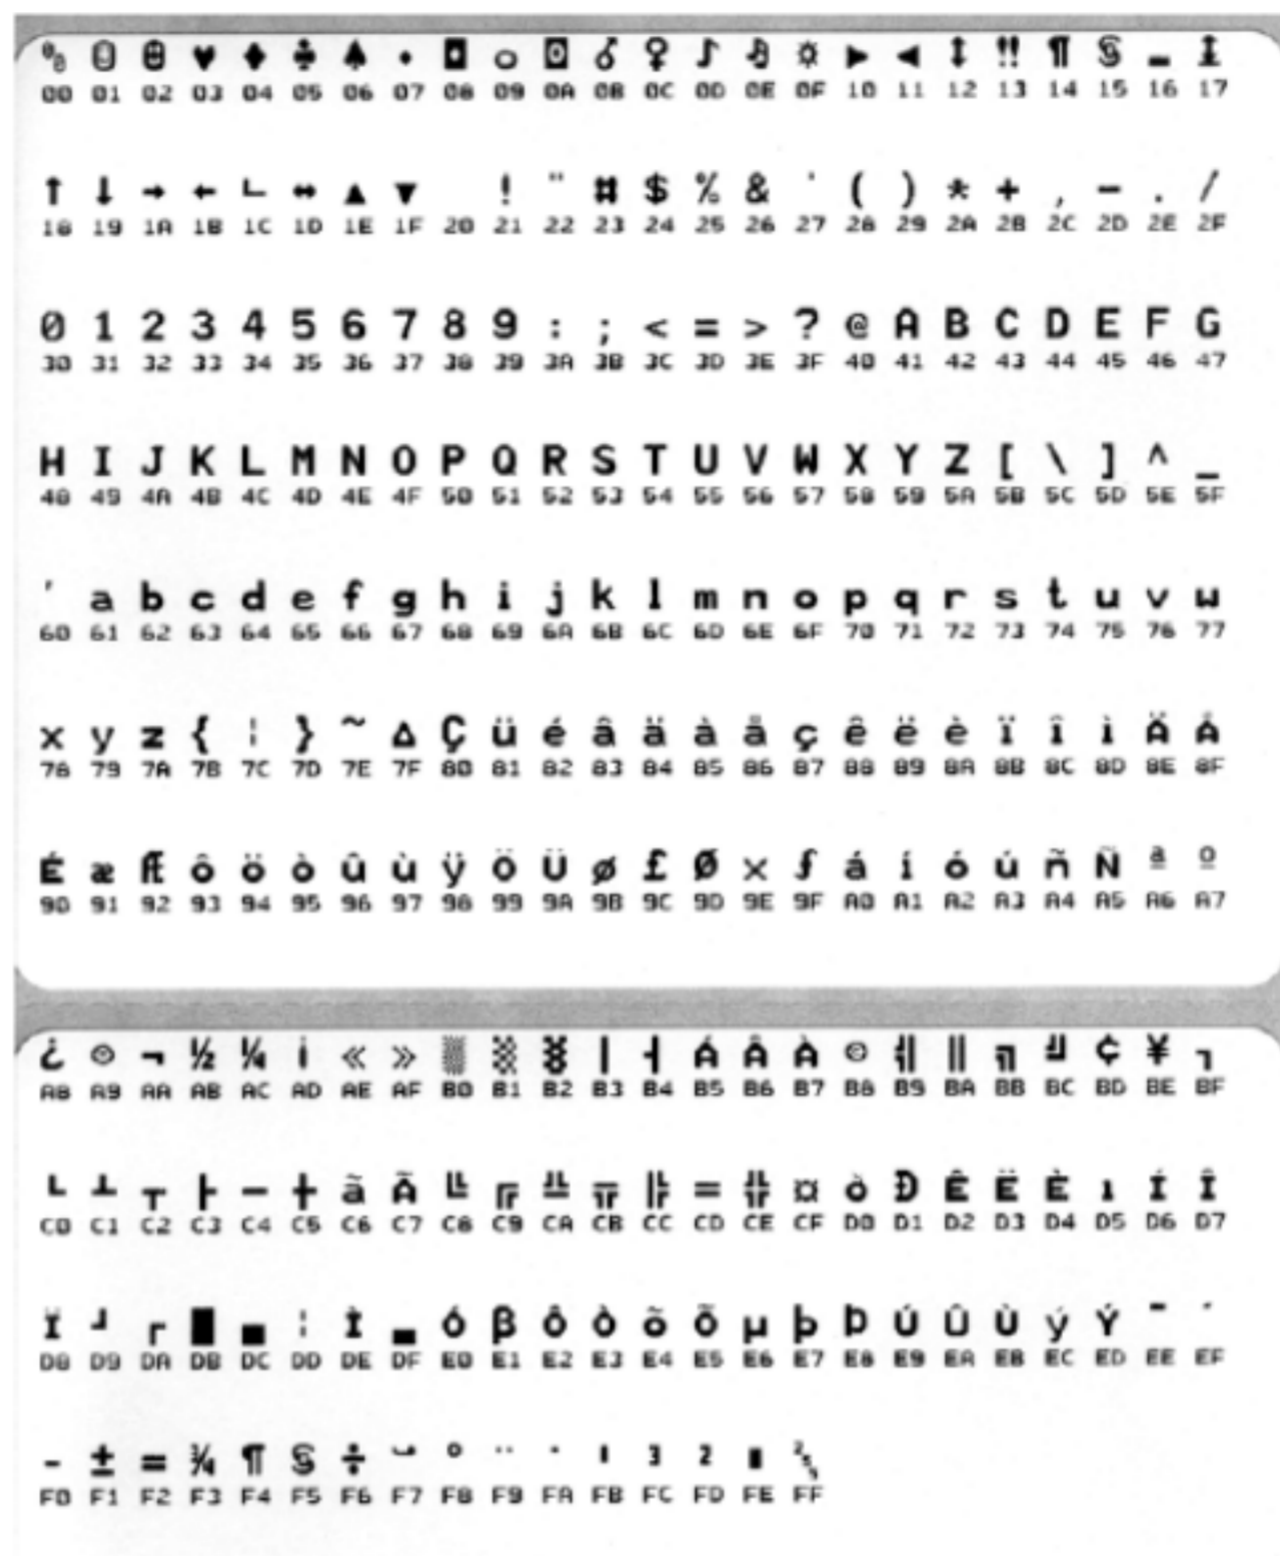 ⁰₀ ☺ ☻ ♥ ♦ ♣ ♠ • ◘ ○ ◙ ♂ ♀ ♪ ♫ ☼ ► ◄ ↕ ‼ ¶ § ▬ ↨
00 01 02 03 04 05 06 07 08 09 0A 0B 0C 0D 0E 0F 10 11 12 13 14 15 16 17
↑ ↓ → ← ∟ ↔ ▲ ▼ ! " # $ % & ' ( ) * + , - . /
18 19 1A 1B 1C 1D 1E 1F 20 21 22 23 24 25 26 27 28 29 2A 2B 2C 2D 2E 2F
0 1 2 3 4 5 6 7 8 9 : ; < = > ? @ A B C D E F G
30 31 32 33 34 35 36 37 38 39 3A 3B 3C 3D 3E 3F 40 41 42 43 44 45 46 47
H I J K L M N O P Q R S T U V W X Y Z [ \ ] ^ _
48 49 4A 4B 4C 4D 4E 4F 50 51 52 53 54 55 56 57 58 59 5A 5B 5C 5D 5E 5F
′ a b c d e f g h i j k l m n o p q r s t u v w
60 61 62 63 64 65 66 67 68 69 6A 6B 6C 6D 6E 6F 70 71 72 73 74 75 76 77
x y z { ¦ } ~ ∆ Ç ü é â ä à å ç ê ë è ï î ì Ä Å
78 79 7A 7B 7C 7D 7E 7F 80 81 82 83 84 85 86 87 88 89 8A 8B 8C 8D 8E 8F
É æ Æ ô ö ò û ù ÿ Ö Ü ø £ Ø × ƒ á í ó ú ñ Ñ ª º
90 91 92 93 94 95 96 97 98 99 9A 9B 9C 9D 9E 9F A0 A1 A2 A3 A4 A5 A6 A7
¿ ® ¬ ½ ¼ ¡ « » ░ ▒ ▓ │ ┤ Á Â À © ╣ ║ ╗ ╝ ¢ ¥ ┐
A8 A9 AA AB AC AD AE AF B0 B1 B2 B3 B4 B5 B6 B7 B8 B9 BA BB BC BD BE BF
└ ┴ ┬ ├ ─ ┼ ã Ã ╚ ╔ ╩ ╦ ╠ ═ ╬ ¤ ò Ð Ê Ë È ı Í Î
C0 C1 C2 C3 C4 C5 C6 C7 C8 C9 CA CB CC CD CE CF D0 D1 D2 D3 D4 D5 D6 D7
Ï ┘ ┌ █ ▄ ¦ Ì ▄ Ó β Ô Ò õ Õ µ þ Þ Ú Û Ù ý Ý ¯ ´
D8 D9 DA DB DC DD DE DF E0 E1 E2 E3 E4 E5 E6 E7 E8 E9 EA EB EC ED EE EF
- ± = ¾ ¶ § ÷ ¸ ° ¨ · ¹ ³ ² ■ ²₅₅
F0 F1 F2 F3 F4 F5 F6 F7 F8 F9 FA FB FC FD FE FF